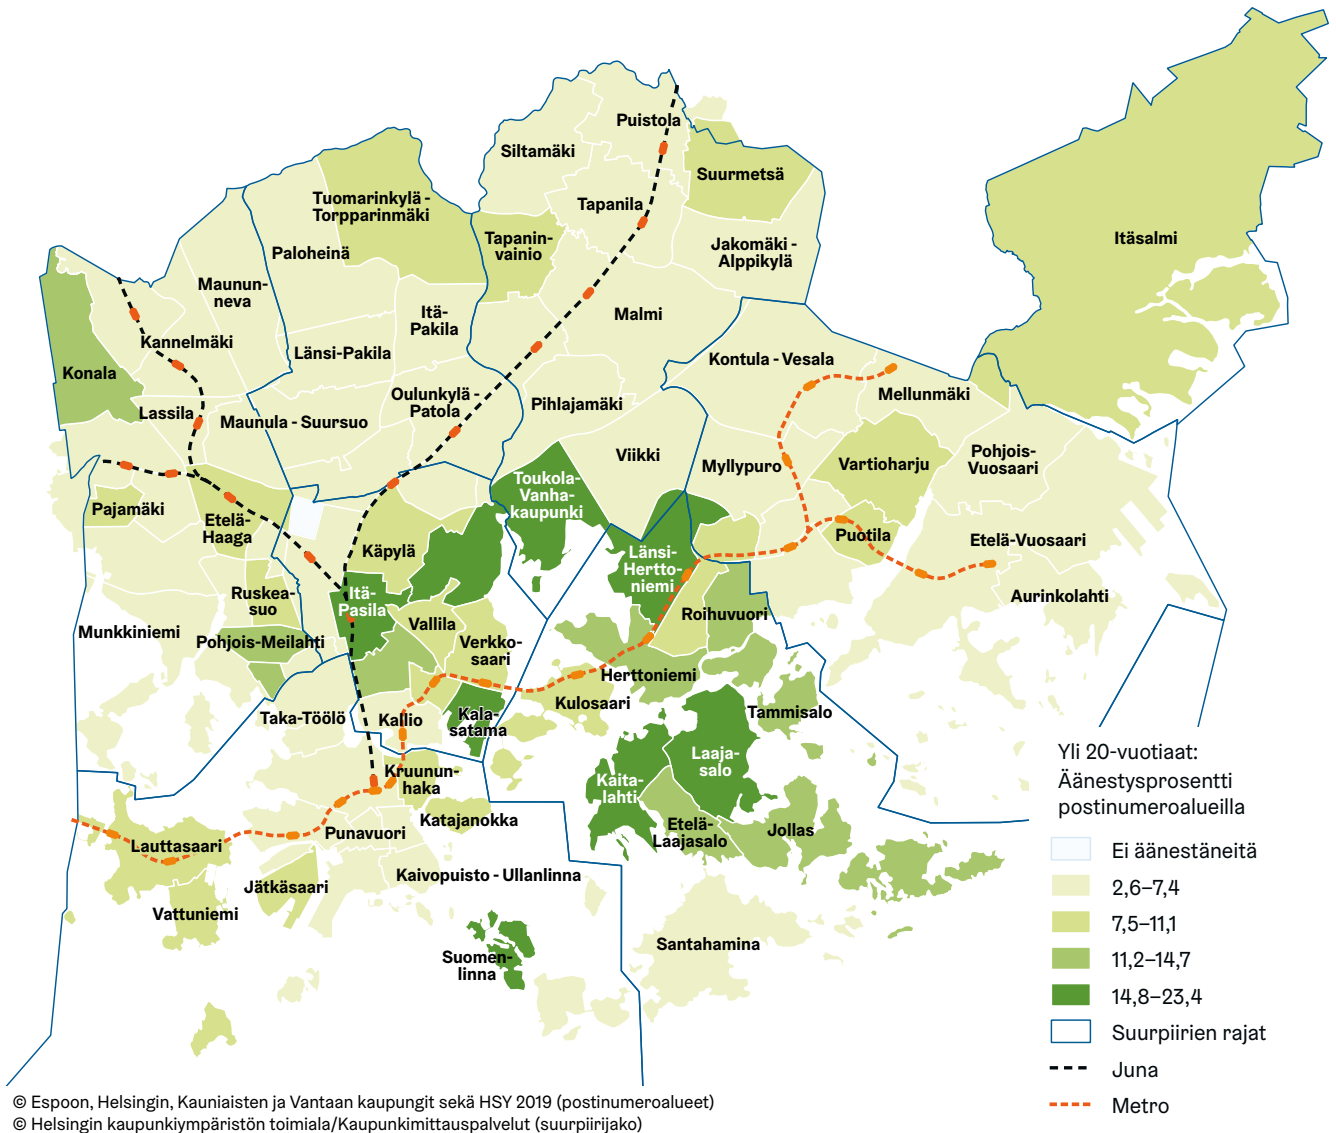 Puistola
Siltamäki
Suurmetsä
Tuomarinkylä -
Torpparinmäki
Tapanila
Itäsalmi
Tapanin-
vainio
Jakomäki -
Alppikylä
Paloheinä
Maunun-
neva
Itä-
Pakila
Malmi
Kannelmäki
Länsi-Pakila
Kontula - Vesala
Konala
Mellunmäki
Oulunkylä -
Patola
Pihlajamäki
Lassila
Maunula - Suursuo
Viikki
Myllypuro
Vartioharju
Pohjois-
Vuosaari
Toukola-
Vanha-
kaupunki
Pajamäki
Etelä-
Haaga
Käpylä
Puotila
Etelä-Vuosaari
Länsi-
Hertto-
niemi
Ruskea-
suo
Itä-
Pasila
Aurinkolahti
Roihuvuori
Vallila
Munkkiniemi
Pohjois-Meilahti
Verkko-
saari
Herttoniemi
Kulosaari
Taka-Töölö
Kallio
Kala-
satama
Tammisalo
Laaja-
salo
Kruunun-
haka
Kaita-
lahti
Katajanokka
Punavuori
Etelä-
Laajasalo
Jollas
Lauttasaari
Kaivopuisto - Ullanlinna
Jätkäsaari
Vattuniemi
Santahamina
Suomen-
linna
Yli 20-vuotiaat:
Äänestysprosentti
postinumeroalueilla
Ei äänestäneitä
2,6–7,4
7,5–11,1
11,2–14,7
14,8–23,4
Suurpiirien rajat
Juna
Metro
© Espoon, Helsingin, Kauniaisten ja Vantaan kaupungit sekä HSY 2019 (postinumeroalueet)
© Helsingin kaupunkiympäristön toimiala/Kaupunkimittauspalvelut (suurpiirijako)